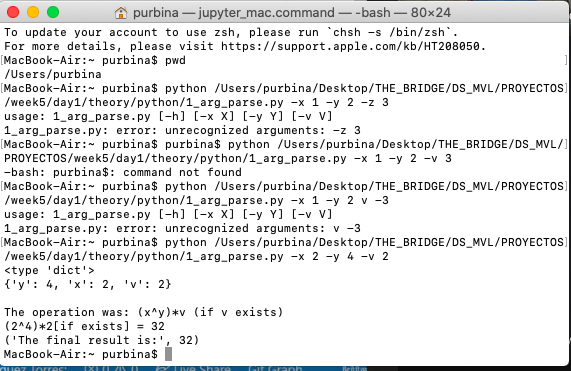 purbina — jupyter_mac.command — -bash — 80×24
To update your account to use zsh, please run `chsh -s /bin/zsh`.
For more details, please visit https://support.apple.com/kb/HT208050.
[MacBook-Air:~ purbina$ pwd ]
/Users/purbina
[MacBook-Air:~ purbina$ python /Users/purbina/Desktop/THE_BRIDGE/DS_MVL/PROYECTOS]
/week5/day1/theory/python/1_arg_parse.py -x 1 -y 2 -z 3
usage: 1_arg_parse.py [-h] [-x X] [-y Y] [-v V]
1_arg_parse.py: error: unrecognized arguments: -z 3
[MacBook-Air:~ purbina$ purbina$ python /Users/purbina/Desktop/THE_BRIDGE/DS_MVL/]
PROYECTOS/week5/day1/theory/python/1_arg_parse.py -x 1 -y 2 -v 3
-bash: purbina$: command not found
[MacBook-Air:~ purbina$ python /Users/purbina/Desktop/THE_BRIDGE/DS_MVL/PROYECTOS]
/week5/day1/theory/python/1_arg_parse.py -x 1 -y 2 v -3
usage: 1_arg_parse.py [-h] [-x X] [-y Y] [-v V]
1_arg_parse.py: error: unrecognized arguments: v -3
[MacBook-Air:~ purbina$ python /Users/purbina/Desktop/THE_BRIDGE/DS_MVL/PROYECTOS]
/week5/day1/theory/python/1_arg_parse.py -x 2 -y 4 -v 2
<type 'dict'>
{'y': 4, 'x': 2, 'v': 2}
The operation was: (x^y)*v (if v exists)
(2^4)*2[if exists] = 32
('The final result is:', 32)
MacBook-Air:~ purbina$
Live Share Git Graph